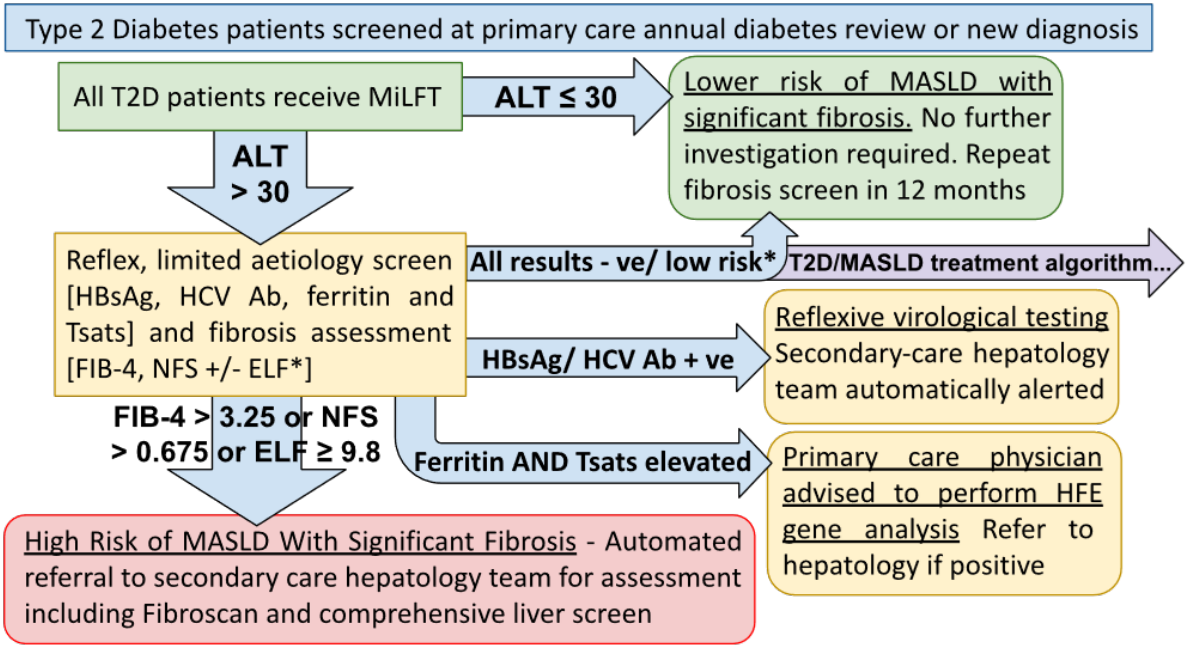 Type 2 Diabetes patients screened at primary care annual diabetes review or new diagnosis
All T2D patients receive MiLFT
ALT ≤ 30
Lower risk of MASLD with
significant fibrosis. No further
investigation required. Repeat
fibrosis screen in 12 months
ALT
> 30
Reflex, limited aetiology screen
[HBsAg, HCV Ab, ferritin and
Tsats] and fibrosis assessment
[FIB-4, NFS +/- ELF*]
All results - ve/ low risk*
T2D/MASLD treatment algorithm...
HBsAg/ HCV Ab + ve
Reflexive virological testing
Secondary-care hepatology
team automatically alerted
FIB-4 > 3.25 or NFS
> 0.675 or ELF ≥ 9.8
Ferritin AND Tsats elevated
Primary care physician
advised to perform HFE
gene analysis Refer to
hepatology if positive
High Risk of MASLD With Significant Fibrosis - Automated
referral to secondary care hepatology team for assessment
including Fibroscan and comprehensive liver screen